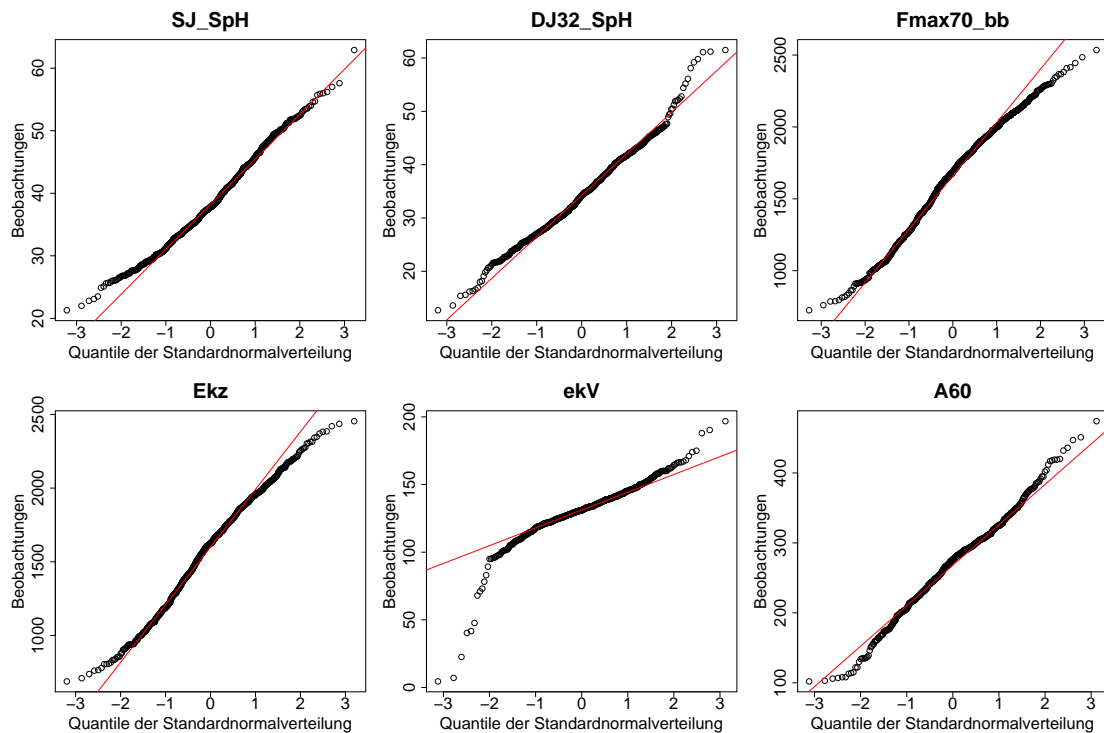 SJ_SpH
DJ32_SpH
Fmax70_bb
Beobachtungen
20 30 40 50 60
−3 −2 −1 0 1 2 3
Quantile der Standardnormalverteilung
Beobachtungen
20 30 40 50 60
−3 −2 −1 0 1 2 3
Quantile der Standardnormalverteilung
Beobachtungen
1000 1500 2000 2500
−3 −2 −1 0 1 2 3
Quantile der Standardnormalverteilung
Ekz
ekV
A60
Beobachtungen
1000 1500 2000 2500
−3 −2 −1 0 1 2 3
Quantile der Standardnormalverteilung
Beobachtungen
0 50 100 150 200
−3 −2 −1 0 1 2 3
Quantile der Standardnormalverteilung
Beobachtungen
100 200 300 400
−3 −2 −1 0 1 2 3
Quantile der Standardnormalverteilung